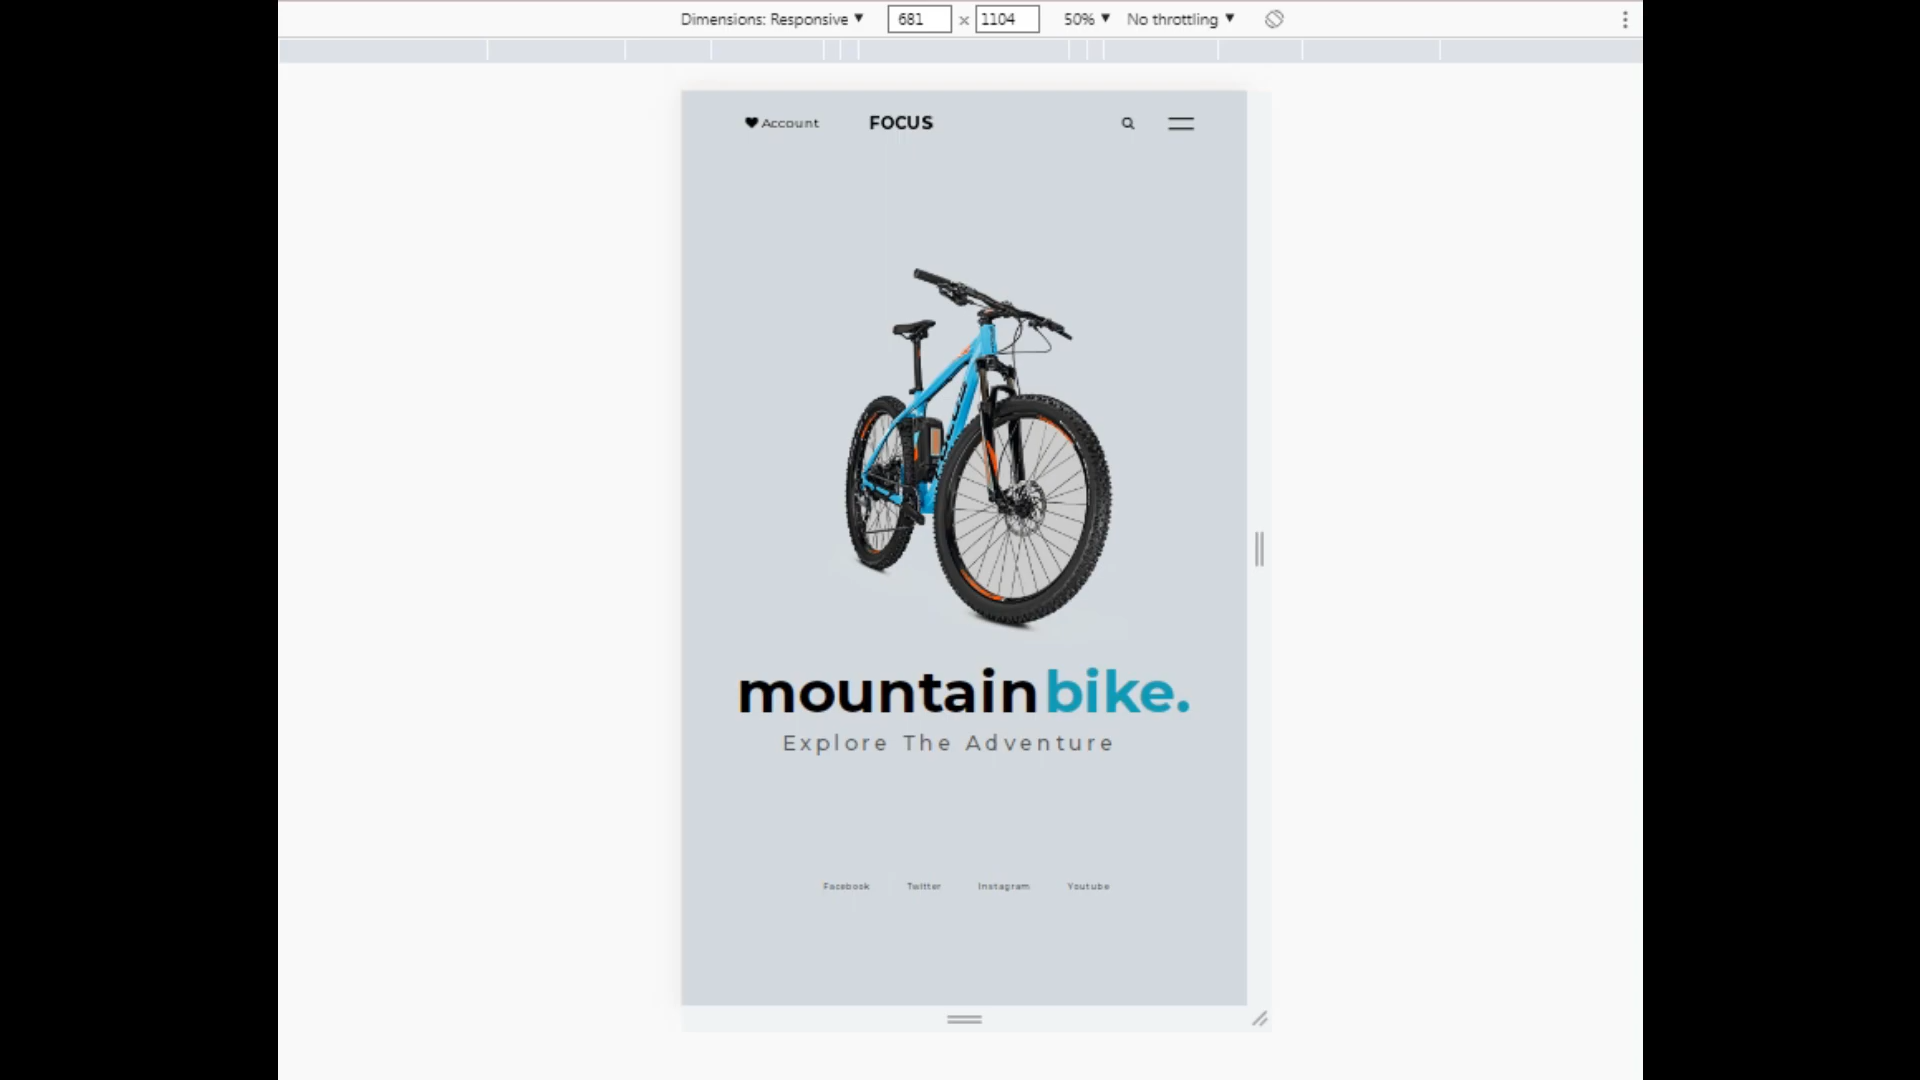 Dimensions: Responsive ▼ 681 x 1104 50% ▼ No throttling ▼
Account FOCUS
mountain bike.
Explore The Adventure
Facebook Twitter Instagram Youtube